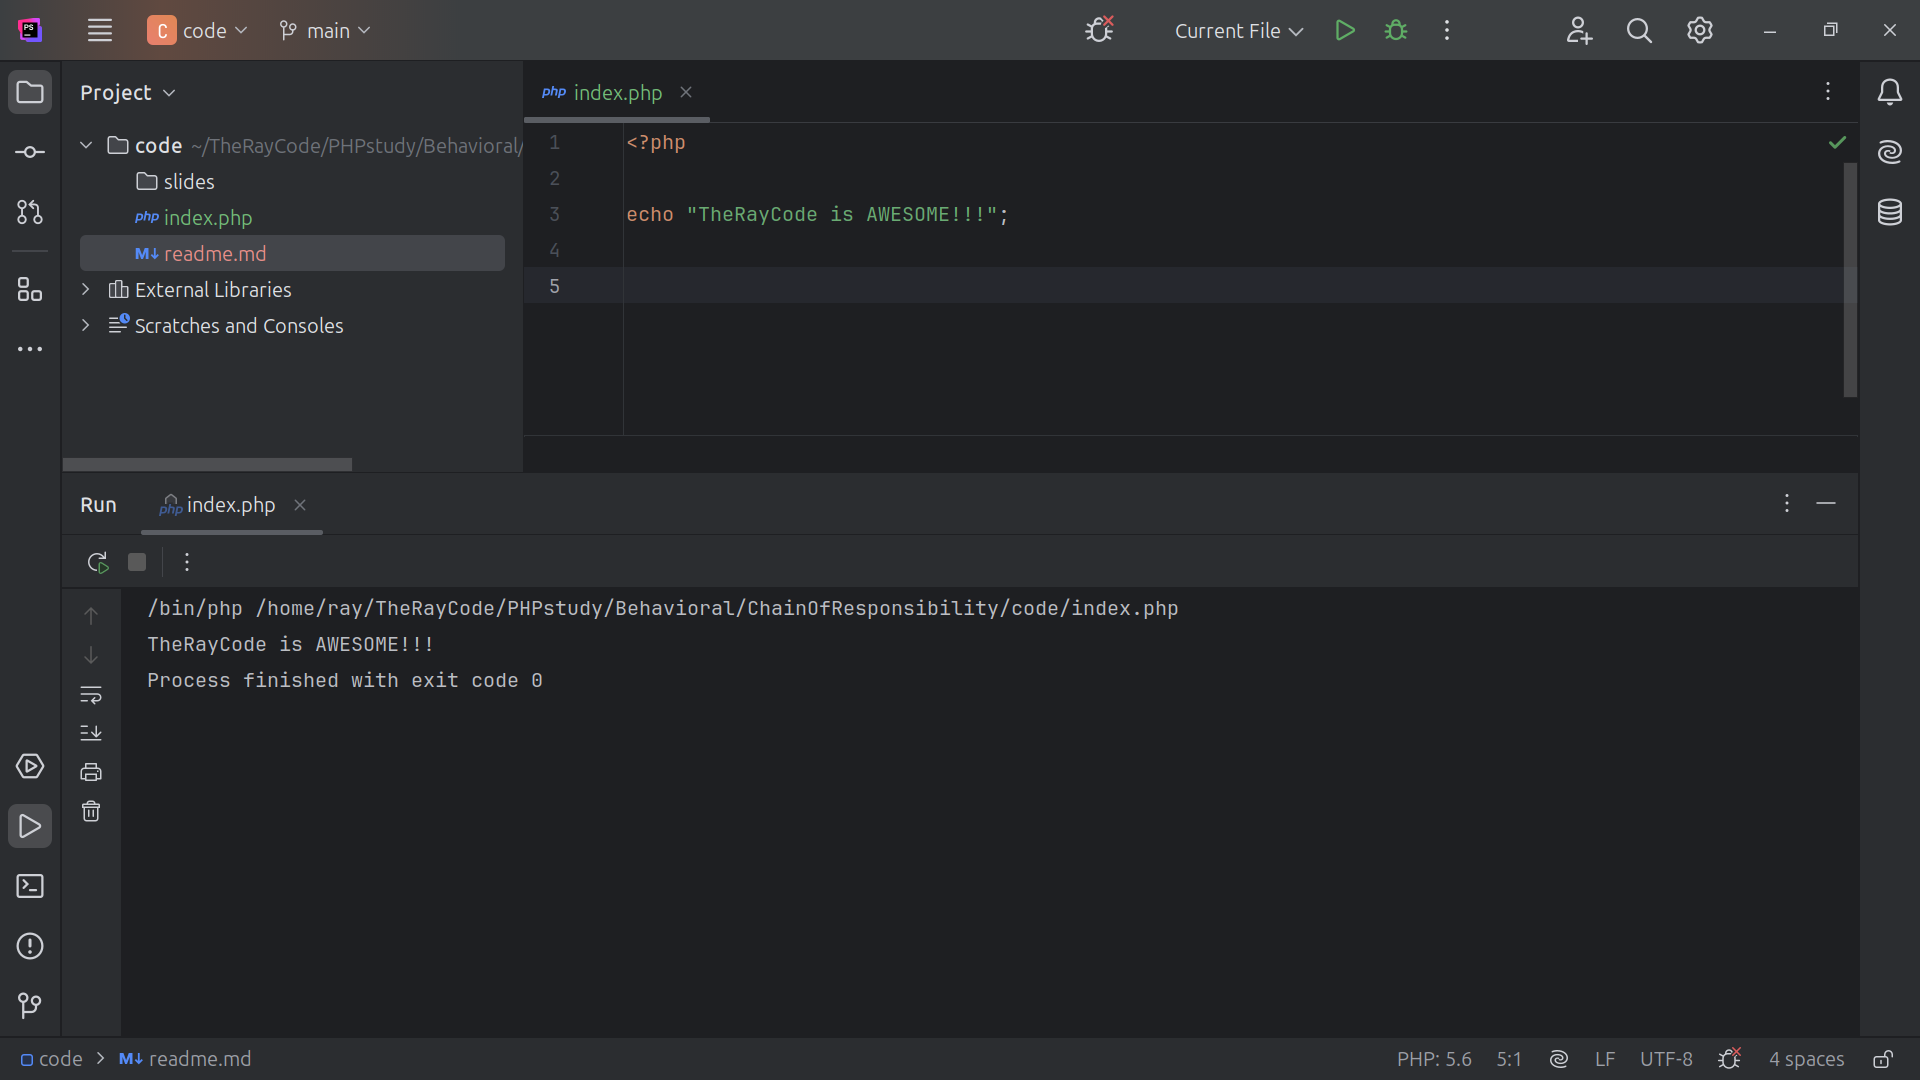 PS
C code main
Current File
Project
code ~/TheRayCode/PHPstudy/Behavioral/
slides
php index.php
M↓ readme.md
External Libraries
Scratches and Consoles
php index.php
1 <?php
2
3 echo "TheRayCode is AWESOME!!!";
4
5
Run php index.php
/bin/php /home/ray/TheRayCode/PHPstudy/Behavioral/ChainOfResponsibility/code/index.php
TheRayCode is AWESOME!!!
Process finished with exit code 0
code > M↓ readme.md
PHP: 5.6 5:1 LF UTF-8 4 spaces